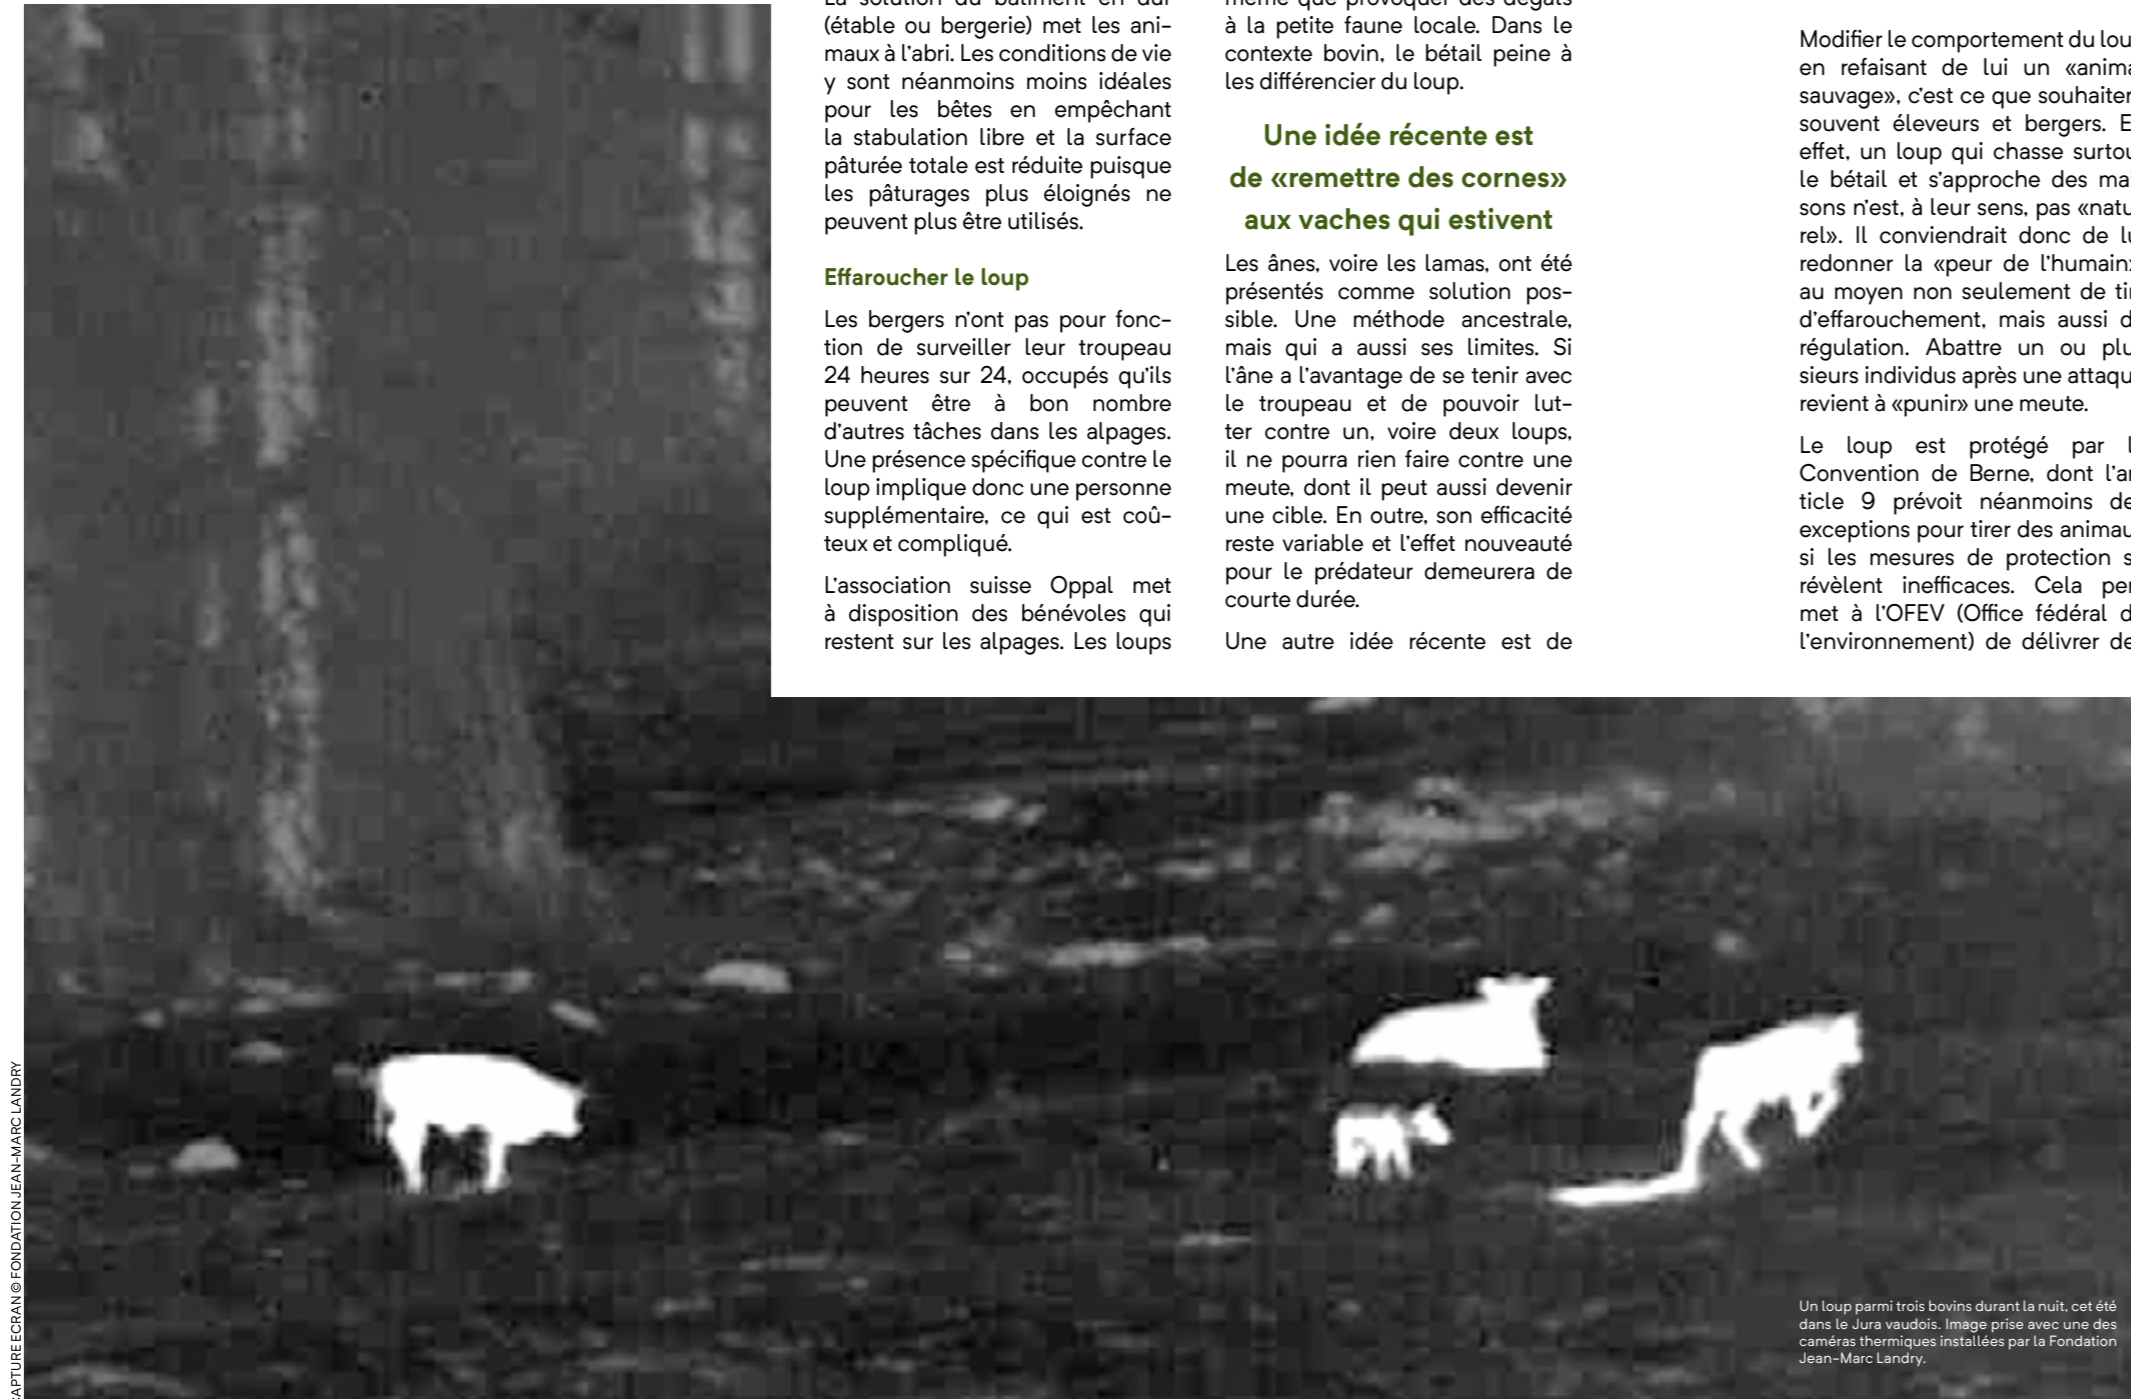 (étable ou bergerie) met les ani-
maux à l'abri. Les conditions de vie
y sont néanmoins moins idéales
pour les bêtes en empêchant
la stabulation libre et la surface
pâturée totale est réduite puisque
les pâturages plus éloignés ne
peuvent plus être utilisés.
Effaroucher le loup
Les bergers n'ont pas pour fonc-
tion de surveiller leur troupeau
24 heures sur 24, occupés qu'ils
peuvent être à bon nombre
d'autres tâches dans les alpages.
Une présence spécifique contre le
loup implique donc une personne
supplémentaire, ce qui est coû-
teux et compliqué.
L'association suisse Oppal met
à disposition des bénévoles qui
restent sur les alpages. Les loups
à la petite faune locale. Dans le
contexte bovin, le bétail peine à
les différencier du loup.
Une idée récente est
de «remettre des cornes»
aux vaches qui estivent
Les ânes, voire les lamas, ont été
présentés comme solution pos-
sible. Une méthode ancestrale,
mais qui a aussi ses limites. Si
l'âne a l'avantage de se tenir avec
le troupeau et de pouvoir lut-
ter contre un, voire deux loups,
il ne pourra rien faire contre une
meute, dont il peut aussi devenir
une cible. En outre, son efficacité
reste variable et l'effet nouveauté
pour le prédateur demeurera de
courte durée.
Une autre idée récente est de
Modifier le comportement du
en refaisant de lui un
sauvage», c'est ce que
souvent éleveurs et bergers.
effet, un loup qui chasse
le bétail et s'approche des
sons n'est, à leur sens, pas
rel». Il conviendrait donc de
redonner la «peur de
au moyen non seulement de
d'effarouchement, mais aussi
régulation. Abattre un ou
sieurs individus après une
revient à «punir» une meute.
Le loup est protégé par
Convention de Berne, dont
ticle 9 prévoit néanmoins
exceptions pour tirer des
si les mesures de protection
révèlent inefficaces. Cela
met à l'OFEV (Office fédéral
l'environnement) de délivrer
Un loup parmi trois bovins durant la nuit, cet été
dans le Jura vaudois. Image prise avec une des
caméras thermiques installées par la Fondation
Jean-Marc Landry.
ECRAN © FONDATION JEAN-MARC LANDRY